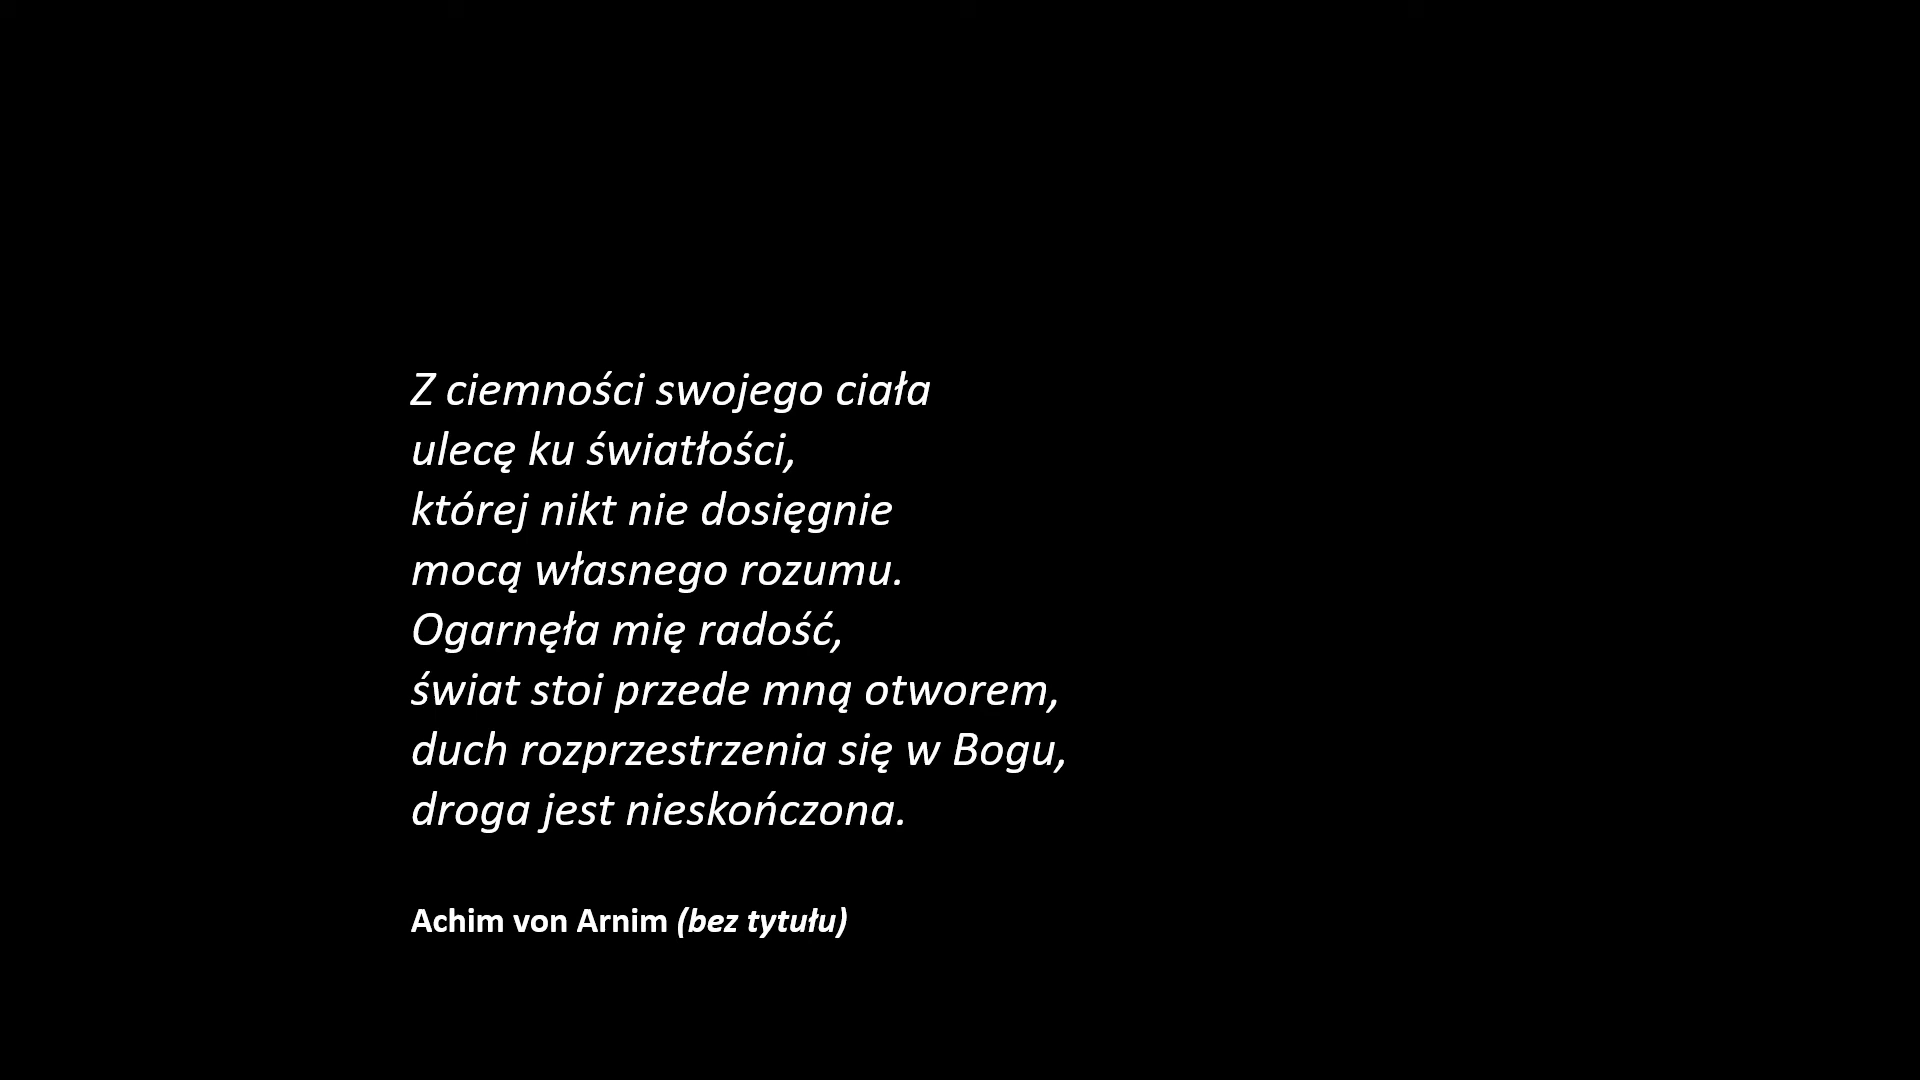 Z ciemności swojego ciała
ulecę ku światłości,
której nikt nie dosięgnie
mocą własnego rozumu.
Ogarnęła mię radość,
świat stoi przede mną otworem,
duch rozprzestrzenia się w Bogu,
droga jest nieskończona.
Achim von Arnim (bez tytułu)